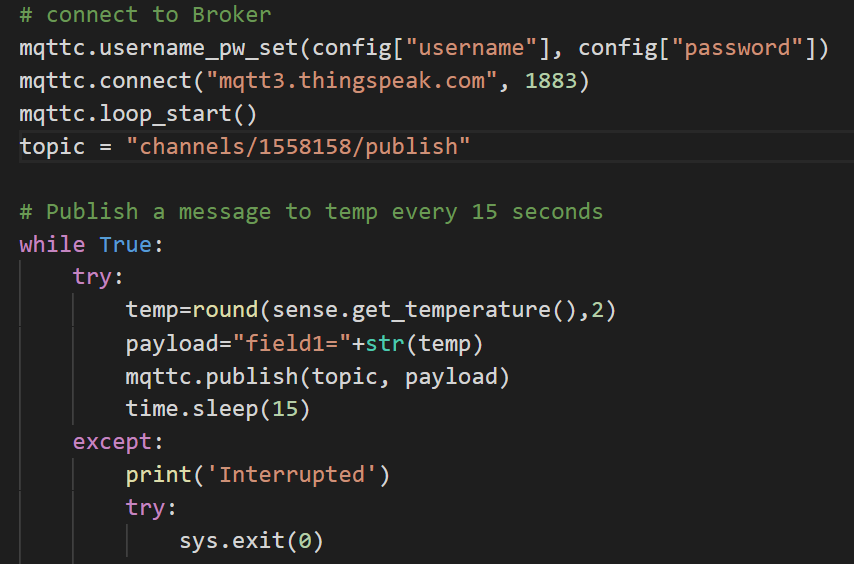 # connect to Broker
mqttc.username_pw_set(config["username"], config["password"])
mqttc.connect("mqtt3.thingspeak.com", 1883)
mqttc.loop_start()
topic = "channels/1558158/publish"

# Publish a message to temp every 15 seconds
while True:
    try:
        temp=round(sense.get_temperature(),2)
        payload="field1="+str(temp)
        mqttc.publish(topic, payload)
        time.sleep(15)
    except:
        print('Interrupted')
        try:
            sys.exit(0)